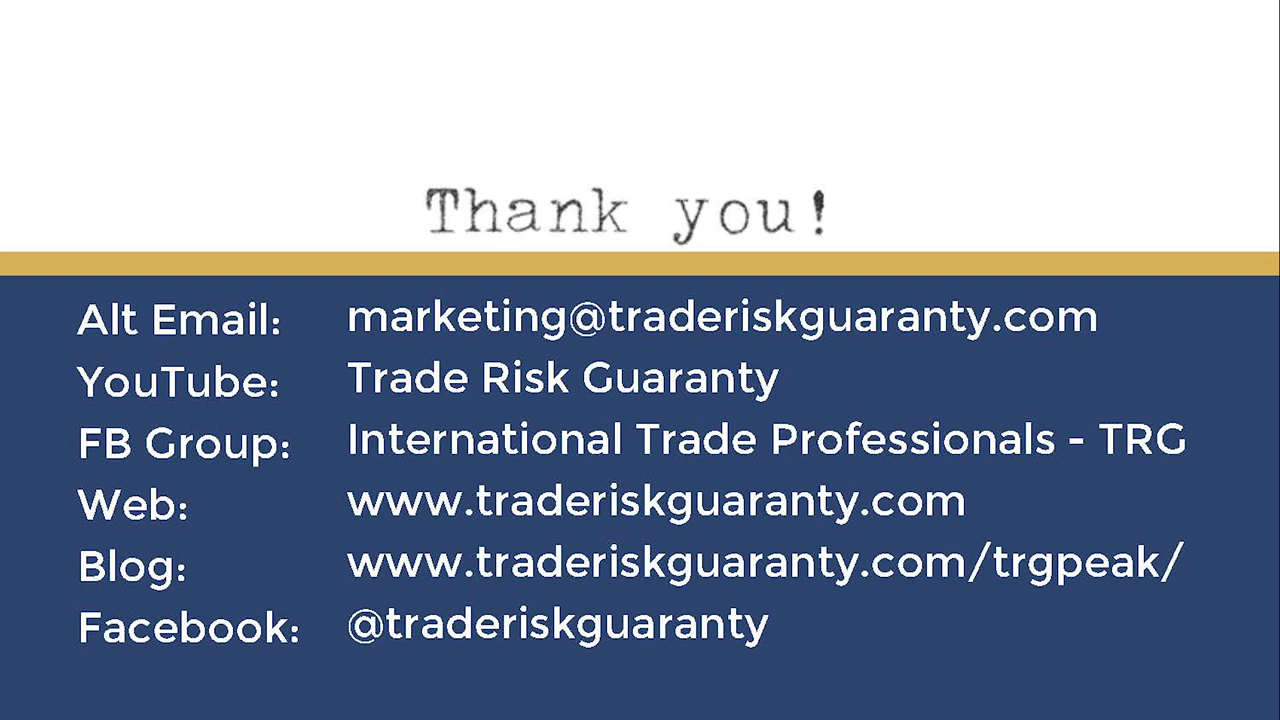 Thank you!
Alt Email: marketing@traderiskguaranty.com
YouTube: Trade Risk Guaranty
FB Group: International Trade Professionals - TRG
Web: www.traderiskguaranty.com
Blog: www.traderiskguaranty.com/trgpeak/
Facebook: @traderiskguaranty